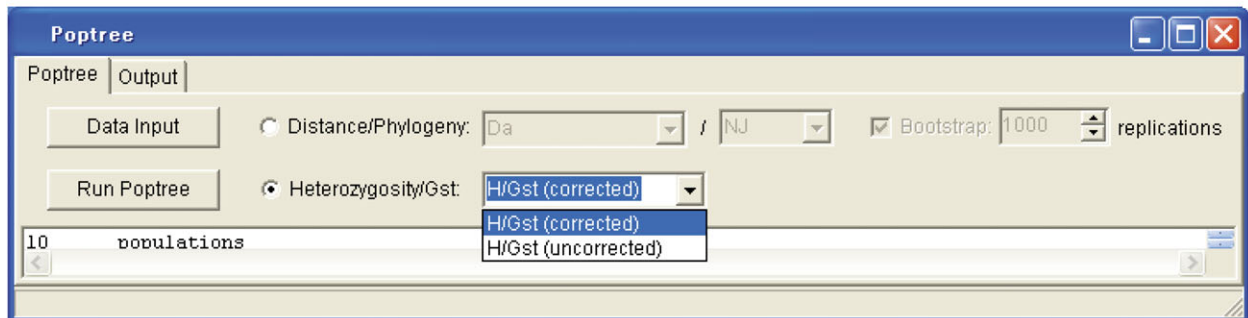 Poptree
Poptree Output
Data Input Distance/Phylogeny: Da / NJ Bootstrap: 1000 replications
Run Poptree Heterozygosity/Gst: H/Gst (corrected)
H/Gst (corrected)
10 populations
H/Gst (uncorrected)